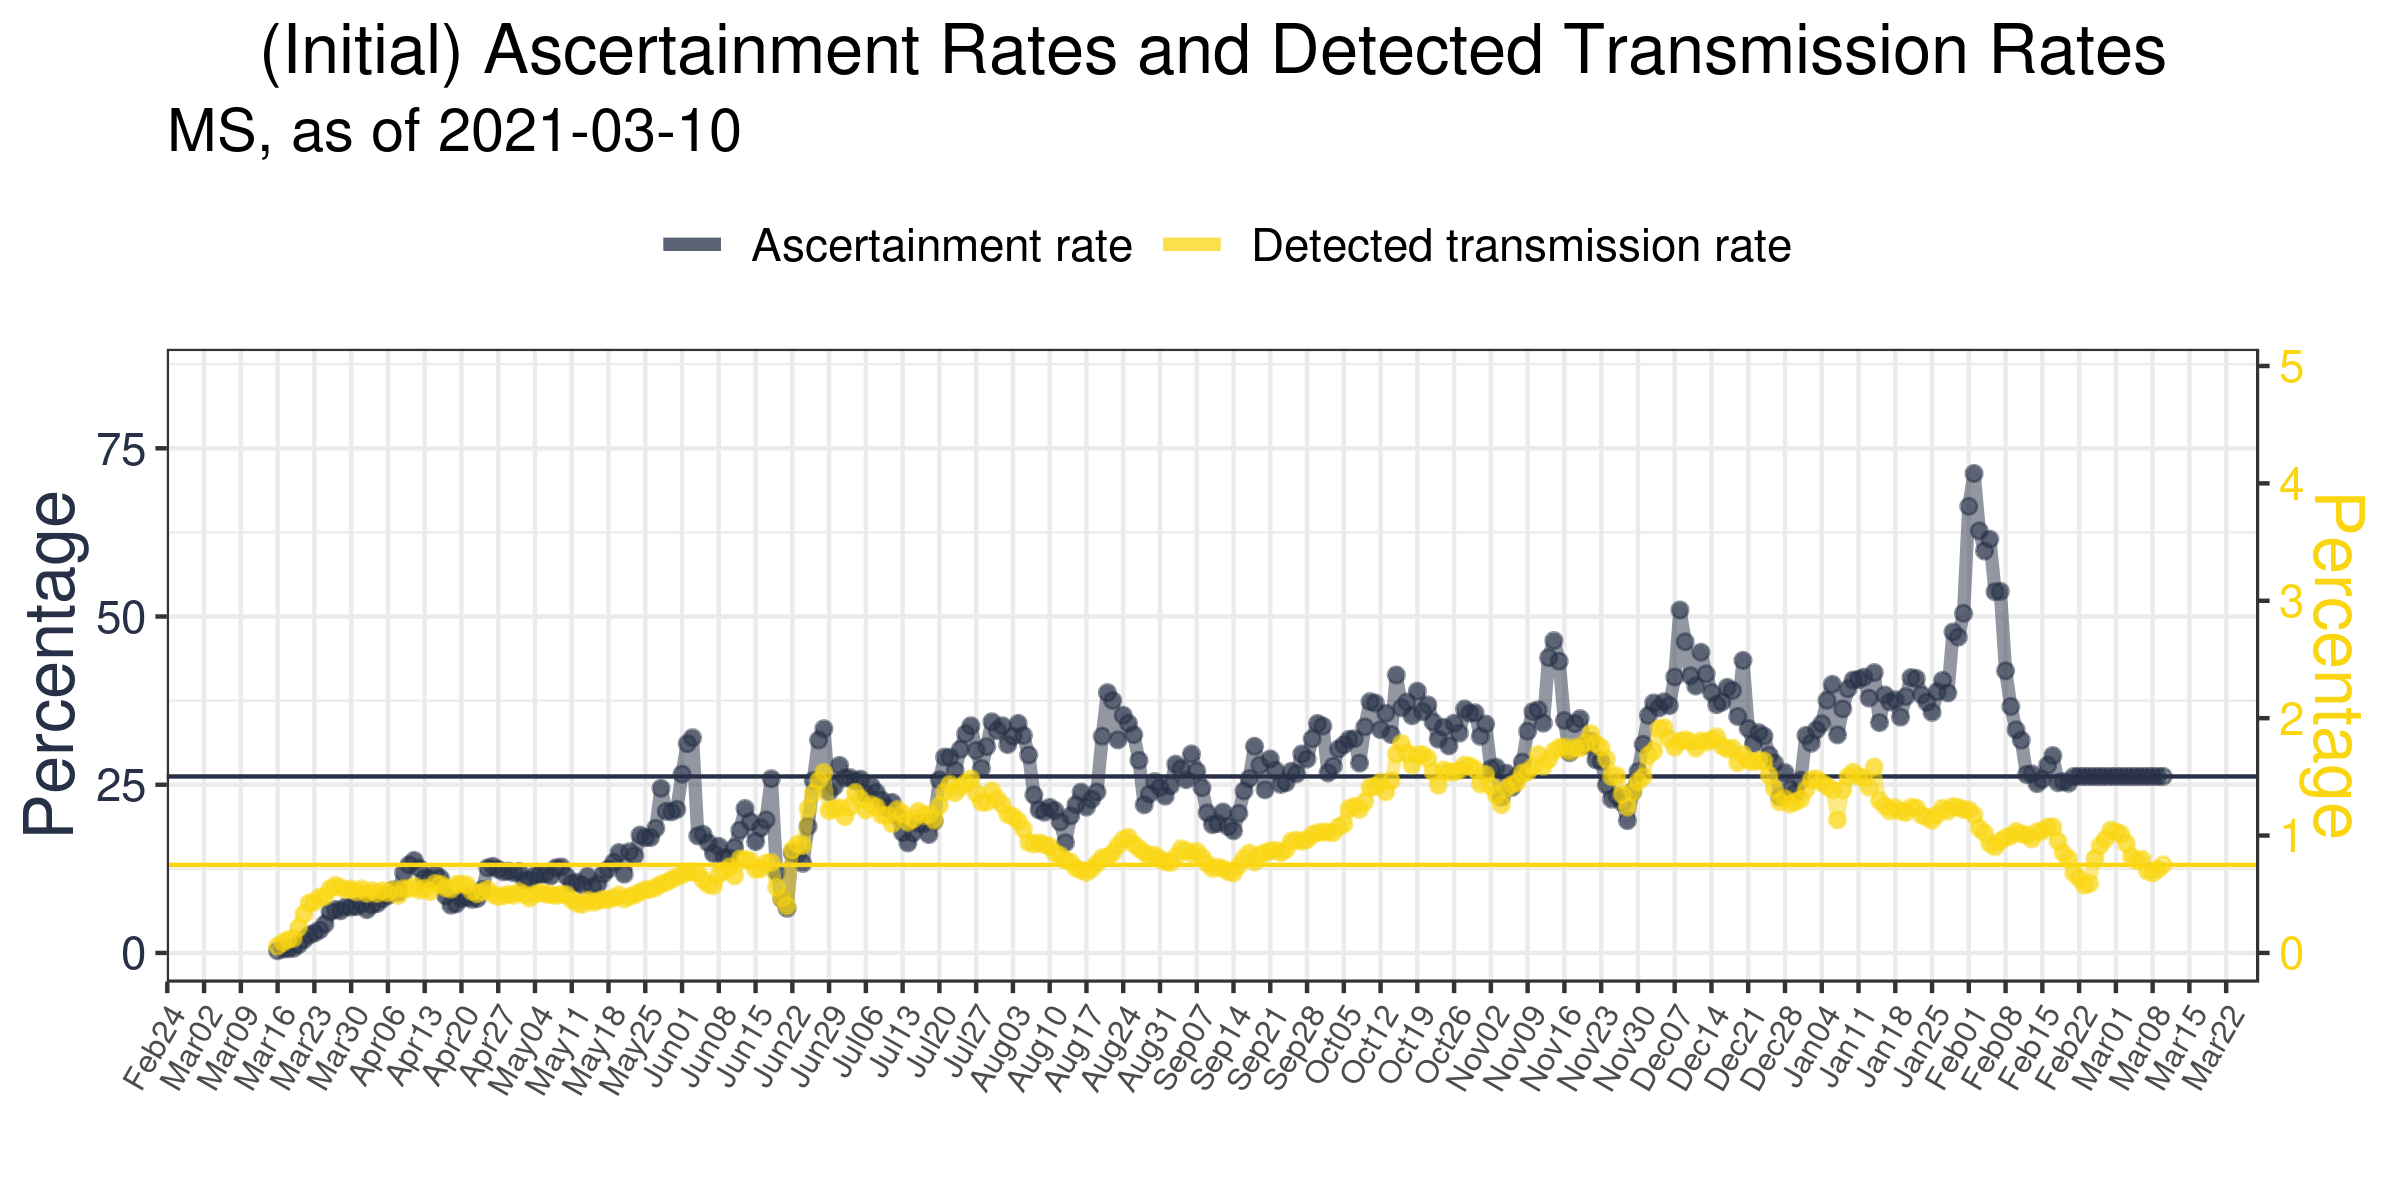 (Initial) Ascertainment Rates and Detected Transmission Rates
MS, as of 2021-03-10
Ascertainment rate
Detected transmission rate
Percentage
75
50
25
0
5
4
3
2
1
0
Percentage
Feb24
Mar02
Mar09
Mar16
Mar23
Mar30
Apr06
Apr13
Apr20
Apr27
May04
May11
May18
May25
Jun01
Jun08
Jun15
Jun22
Jun29
Jul06
Jul13
Jul20
Jul27
Aug03
Aug10
Aug17
Aug24
Aug31
Sep07
Sep14
Sep21
Sep28
Oct05
Oct12
Oct19
Oct26
Nov02
Nov09
Nov16
Nov23
Nov30
Dec07
Dec14
Dec21
Dec28
Jan04
Jan11
Jan18
Jan25
Feb01
Feb08
Feb15
Feb22
Mar01
Mar08
Mar15
Mar22